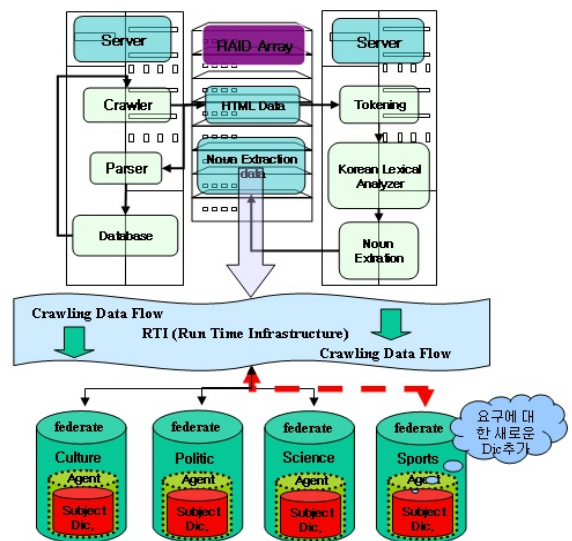 Server
RAID Array
Server
Crawler
HTML Data
Tokening
Parser
Noun Extraction
data
Korean Lexical
Analyzer
Database
Noun
Extration
Crawling Data Flow
RTI (Run Time Infrastructure)
Crawling Data Flow
federate
Culture
Agent
Subject
Dic.
federate
Politic
Agent
Subject
Dic.
federate
Science
Agent
Subject
Dic.
federate
Sports
Agent
Subject
Dic.
요구에 대
한 새로운
Dic추가